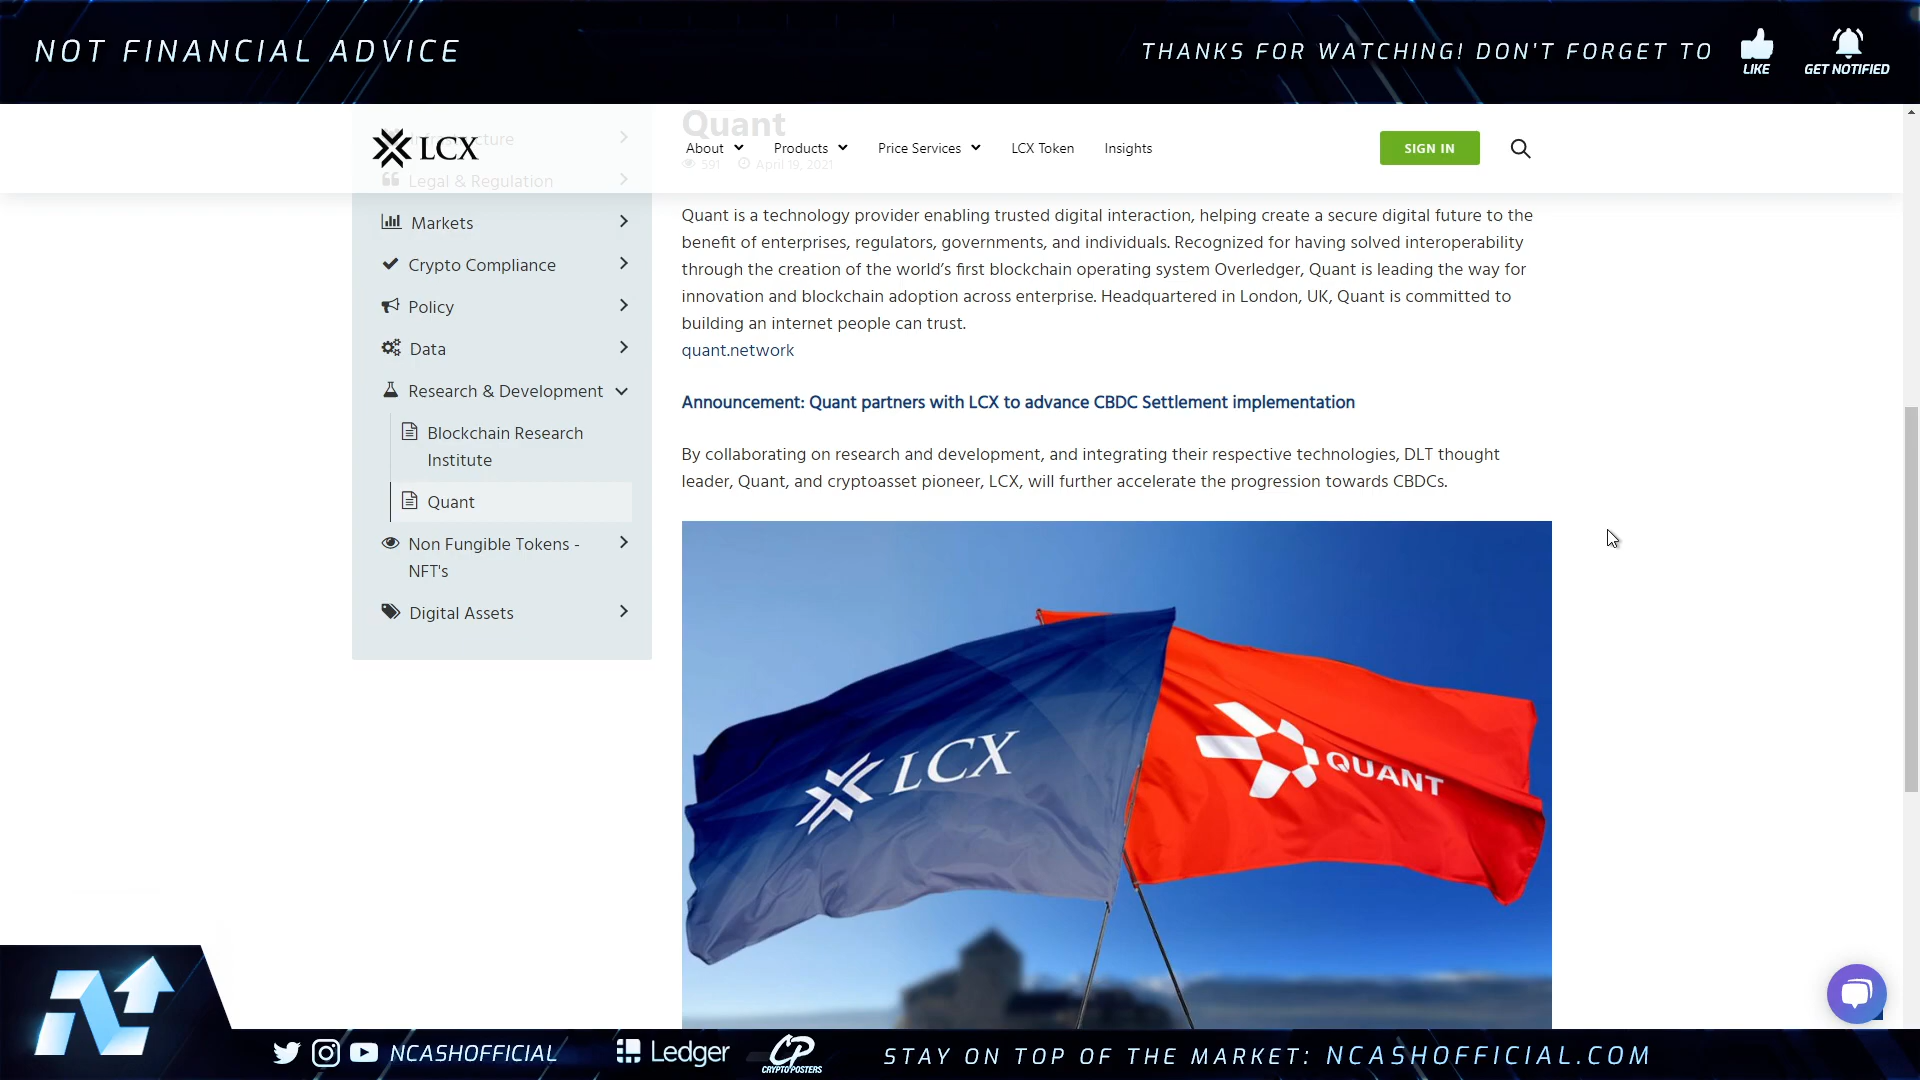 NOT FINANCIAL ADVICE
THANKS FOR WATCHING! DON'T FORGET TO
LIKE
GET NOTIFIED
LCX
About
Products
Price Services
LCX Token
Insights
SIGN IN
Quant
591
April 19, 2021
Legal & Regulation
Markets
Crypto Compliance
Policy
Data
Research & Development
Blockchain Research
Institute
Quant
Non Fungible Tokens -
NFT's
Digital Assets
Quant is a technology provider enabling trusted digital interaction, helping create a secure digital future to the
benefit of enterprises, regulators, governments, and individuals. Recognized for having solved interoperability
through the creation of the world’s first blockchain operating system Overledger, Quant is leading the way for
innovation and blockchain adoption across enterprise. Headquartered in London, UK, Quant is committed to
building an internet people can trust.
quant.network
Announcement: Quant partners with LCX to advance CBDC Settlement implementation
By collaborating on research and development, and integrating their respective technologies, DLT thought
leader, Quant, and cryptoasset pioneer, LCX, will further accelerate the progression towards CBDCs.
LCX
QUANT
NCASHOFFICIAL
Ledger
CP
CRYPTOPOSTERS
STAY ON TOP OF THE MARKET: NCASHOFFICIAL.COM